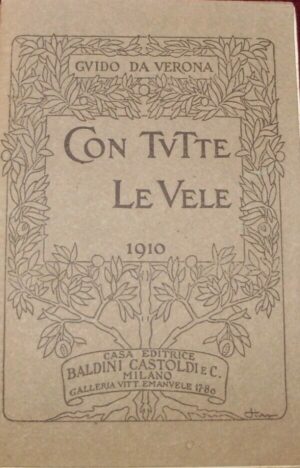 GVIDO DA VERONA
CON TVTTE
LE VELE
1910
CASA EDITRICE
BALDINI CASTOLDI E C.
MILANO
GALLERIA VITT. EMANVELE 17-80